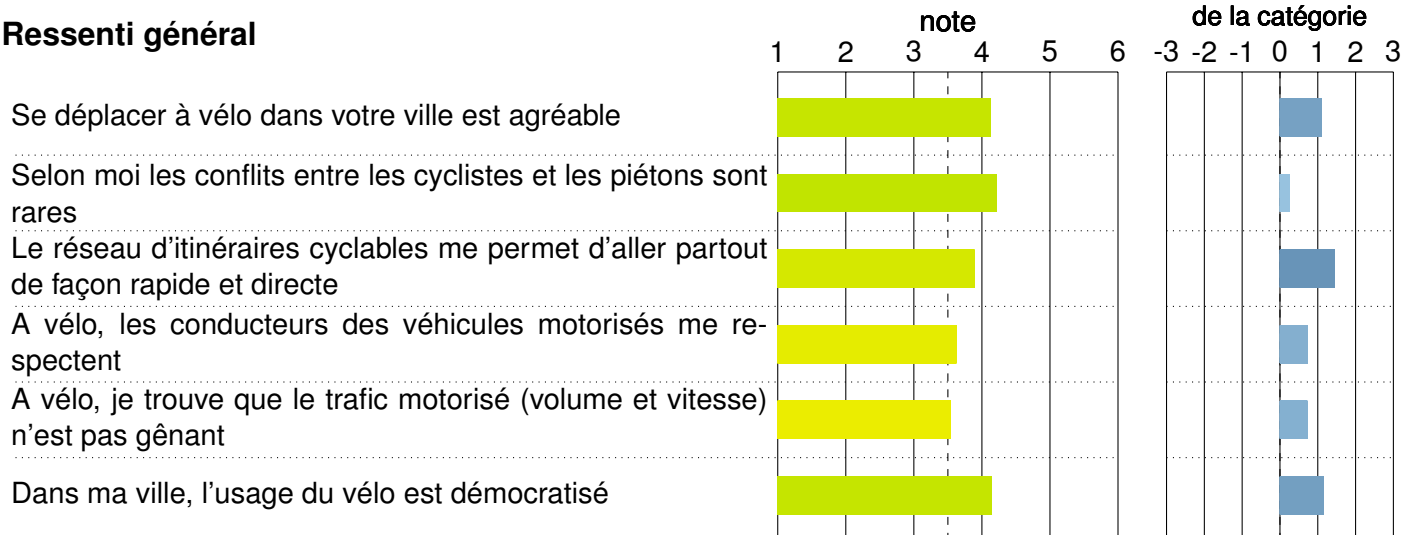 Ressenti général
note
1 2 3 4 5 6
de la catégorie
-3 -2 -1 0 1 2 3
Se déplacer à vélo dans votre ville est agréable
Selon moi les conflits entre les cyclistes et les piétons sont
rares
Le réseau d'itinéraires cyclables me permet d'aller partout
de façon rapide et directe
A vélo, les conducteurs des véhicules motorisés me re-
spectent
A vélo, je trouve que le trafic motorisé (volume et vitesse)
n'est pas gênant
Dans ma ville, l'usage du vélo est démocratisé